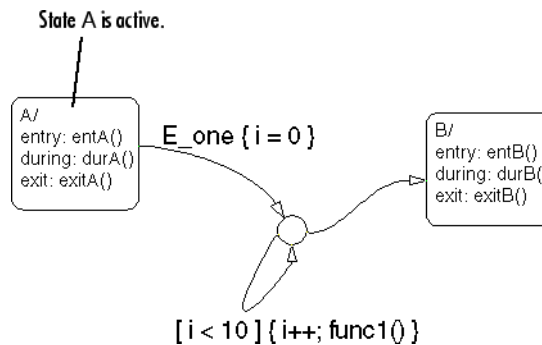 State A is active.
A/
entry: entA()
during: durA()
exit: exitA()
E_one { i = 0 }
B/
entry: entB()
during: durB()
exit: exitB()
[ i < 10 ] { i++; func1() }